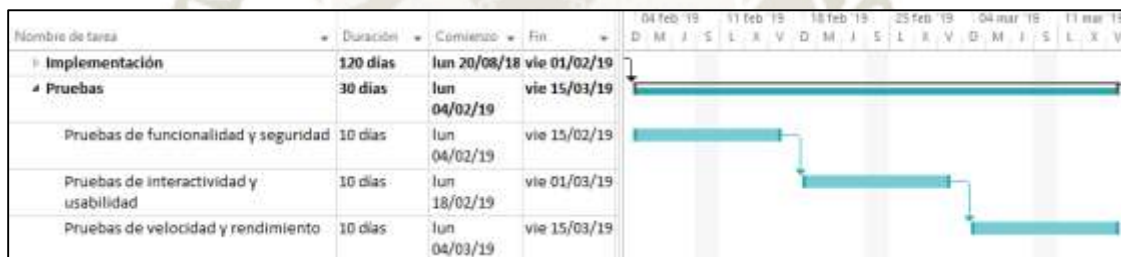 04 feb '19 11 feb '19 18 feb '19 25 feb '19 04 mar '19 11 mar '19
Nombre de tarea Duración Comienzo Fin D M J S L X V D M J S L X V D M J S L X V
Implementación 120 días lun 20/08/18 vie 01/02/19
Pruebas 30 días lun vie 15/03/19
04/02/19
Pruebas de funcionalidad y seguridad 10 días lun vie 15/02/19
04/02/19
Pruebas de interactividad y 10 días lun vie 01/03/19
usabilidad 18/02/19
Pruebas de velocidad y rendimiento 10 días lun vie 15/03/19
04/03/19